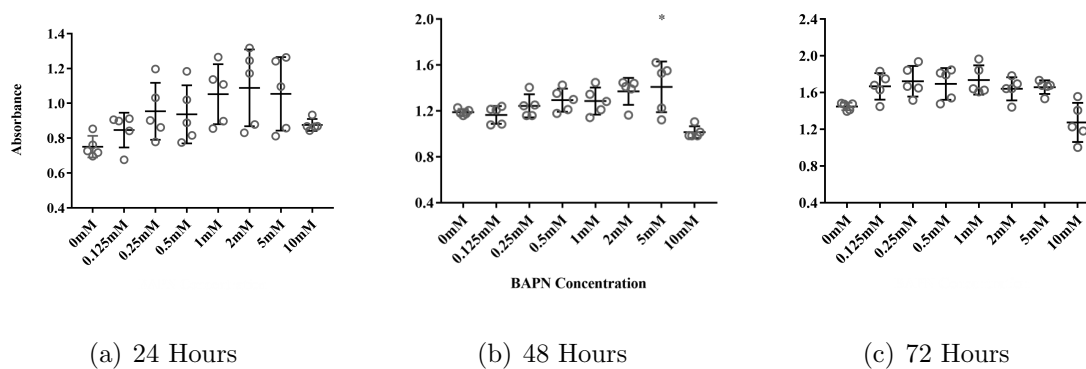 Absorbance
1.4
1.2
1.0
0.8
0.6
0.4
0mM
0.125mM
0.25mM
0.5mM
1mM
2mM
5mM
10mM
(a) 24 Hours
2.0
1.6
1.2
0.8
0.4
*
0mM
0.125mM
0.25mM
0.5mM
1mM
2mM
5mM
10mM
BAPN Concentration
(b) 48 Hours
2.4
2.0
1.6
1.2
0.8
0.4
0mM
0.125mM
0.25mM
0.5mM
1mM
2mM
5mM
10mM
(c) 72 Hours